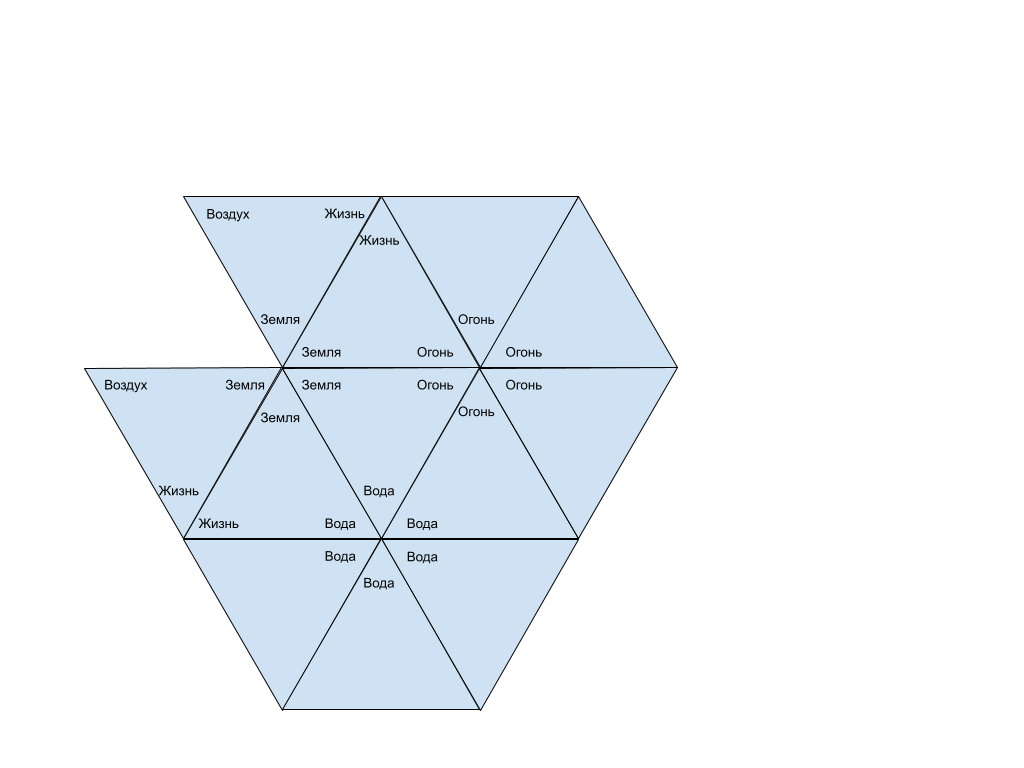 Воздух Жизнь
Жизнь
Земля Огонь
Земля Огонь Огонь
Воздух Земля Земля Огонь Огонь
Земля Огонь
Жизнь Вода
Жизнь Вода Вода
Вода Вода
Вода